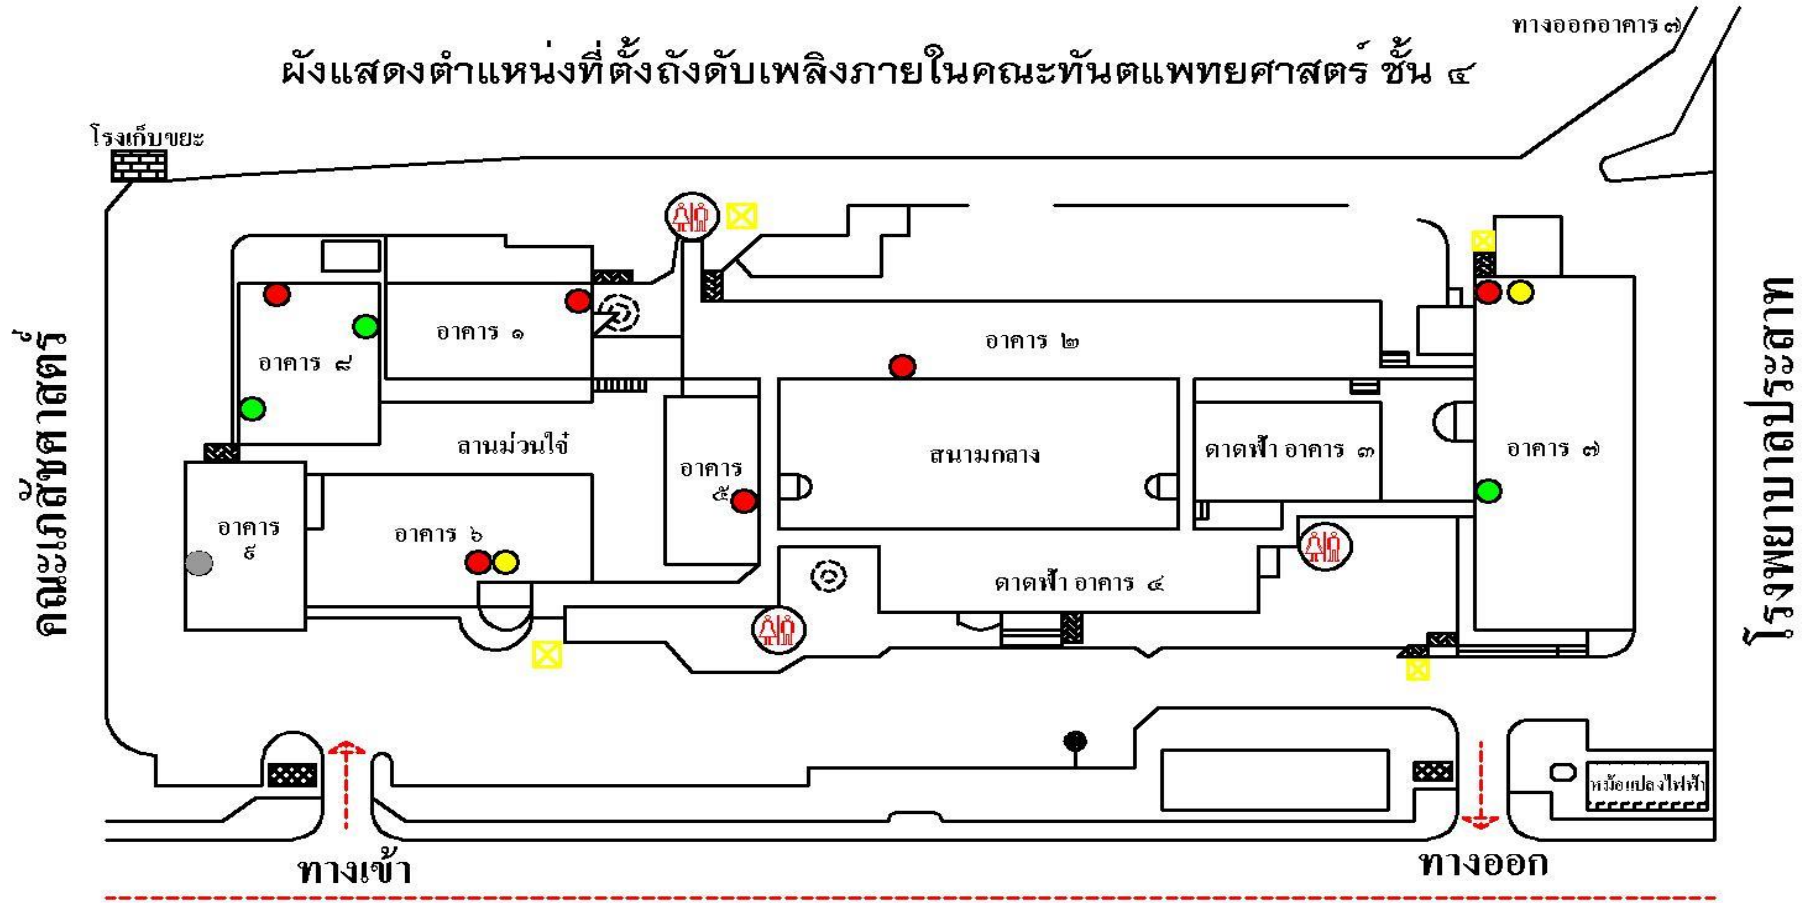 ทางออกอาคาร ๗
ผังแสดงตำแหน่งที่ตั้งถังดับเพลิงภายในคณะทันตแพทยศาสตร์ ชั้น ๔
โรงเก็บขยะ
คณะเภสัชศาสตร์
อาคาร ๘
อาคาร ๑
อาคาร ๒
ลานม่วนใจ๋
อาคาร
๕
สนามกลาง
ดาดฟ้า อาคาร ๓
อาคาร ๗
โรงพยาบาลประสาท
อาคาร
๙
อาคาร ๖
ดาดฟ้า อาคาร ๔
หม้อแปลงไฟฟ้า
ทางเข้า
ทางออก